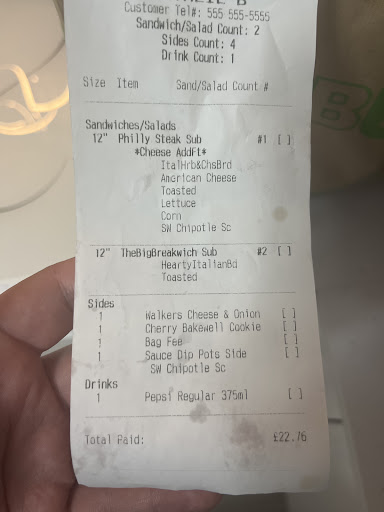 Customer Tel#: 555 555-5555
Sandwich/Salad Count: 2
Sides Count: 4
Drink Count: 1
Size Item Sand/Salad Count #
Sandwiches/Salads
12" Philly Steak Sub #1 [ ]
*Cheese AddFt*
ItalHrb&ChsBrd
American Cheese
Toasted
Lettuce
Corn
SW Chipotle Sc
12" TheBigBreakwich Sub #2 [ ]
HeartyItalianBd
Toasted
Sides
1 Walkers Cheese & Onion [ ]
1 Cherry Bakewell Cookie [ ]
1 Bag Fee [ ]
1 Sauce Dip Pots Side [ ]
SW Chipotle Sc
Drinks
1 Pepsi Regular 375ml [ ]
Total Paid: £22.76